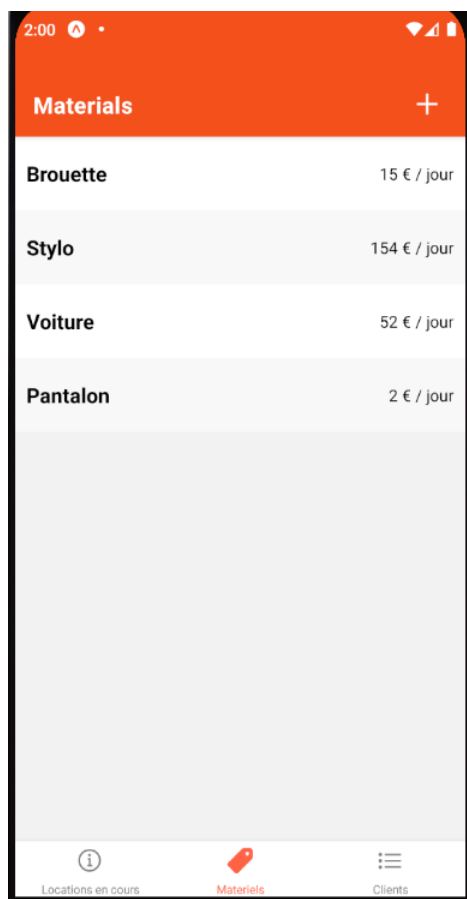 2:00
Materials +
Brouette 15 € / jour
Stylo 154 € / jour
Voiture 52 € / jour
Pantalon 2 € / jour
Locations en cours Materiels Clients